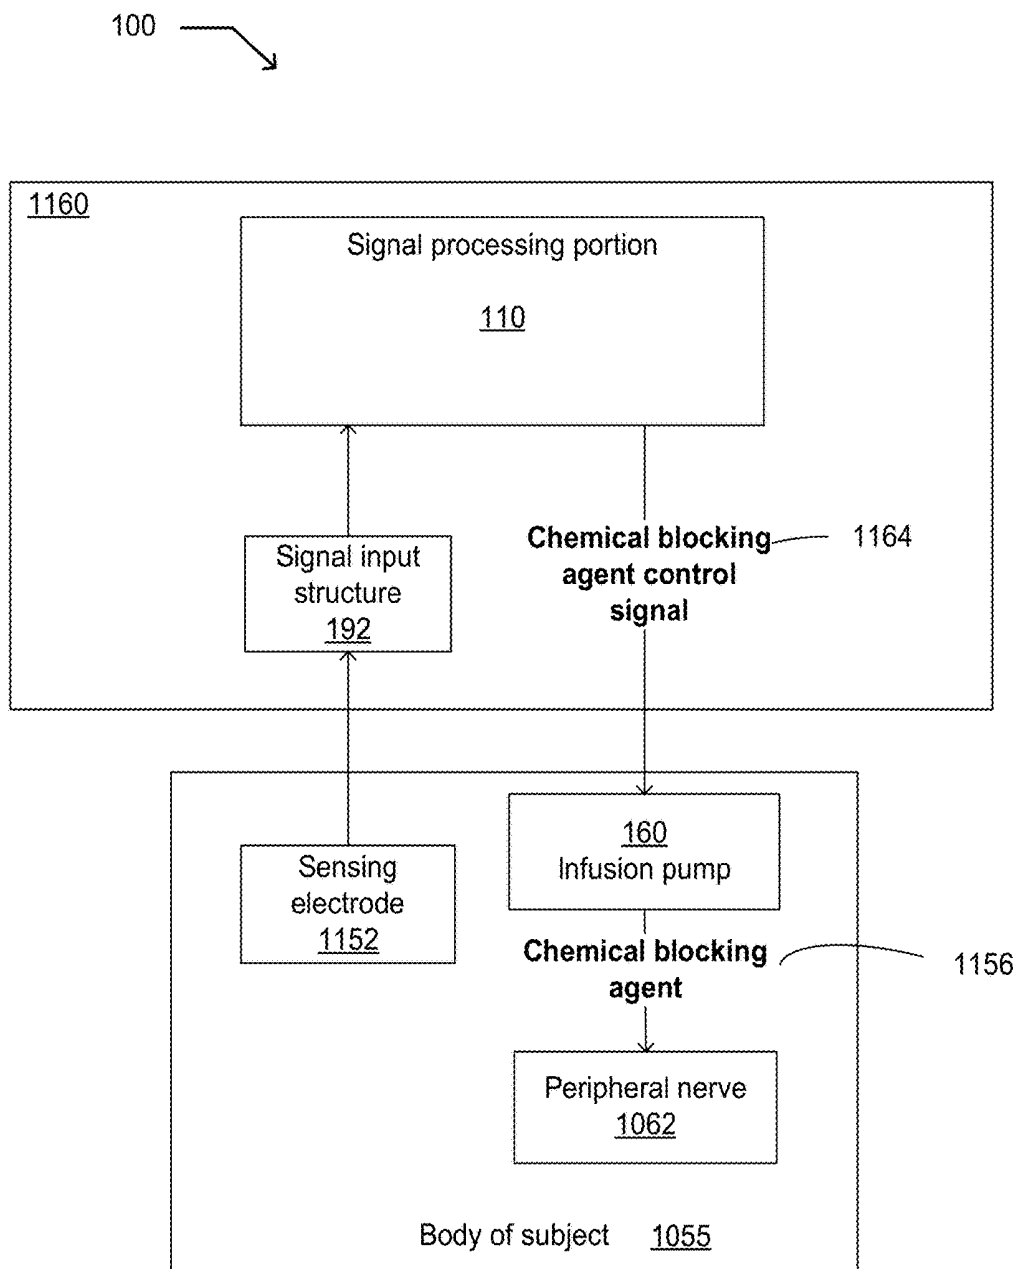 100
1160
Signal processing portion
110
Chemical blocking
agent control
signal
1164
Signal input
structure
192
160
Infusion pump
Sensing
electrode
1152
Chemical blocking
agent
1156
Peripheral nerve
1062
Body of subject 1055